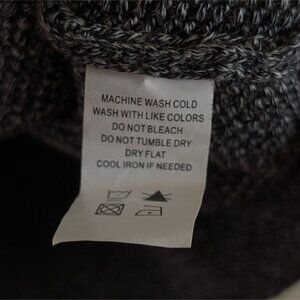 MACHINE WASH COLD
WASH WITH LIKE COLORS
DO NOT BLEACH
DO NOT TUMBLE DRY
DRY FLAT
COOL IRON IF NEEDED